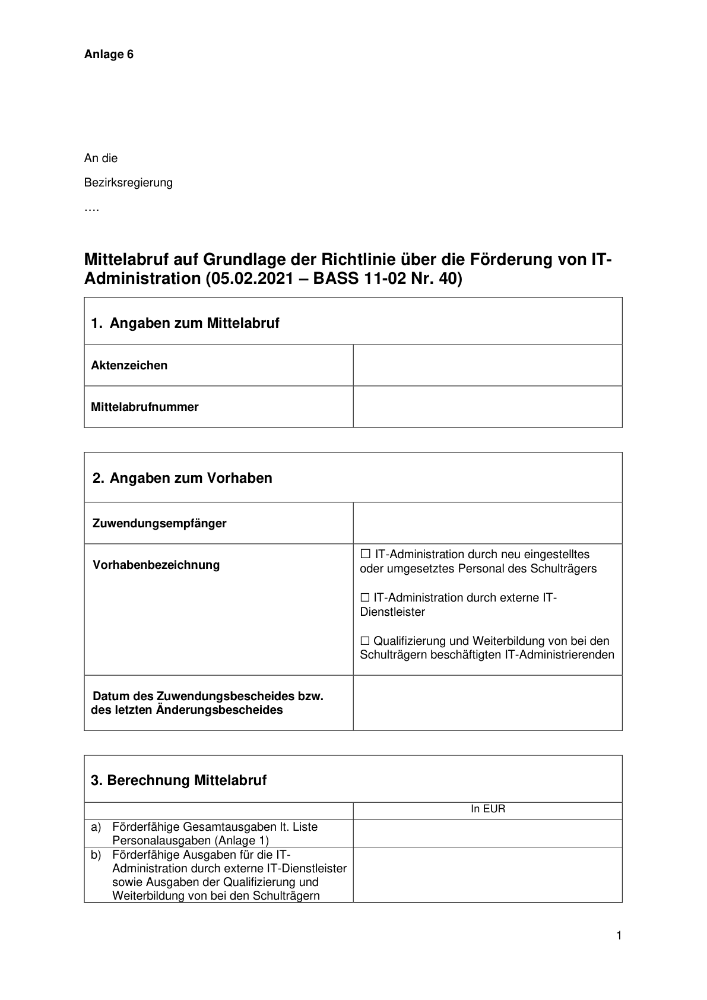 Anlage 6
An die
Bezirksregierung
….
Mittelabruf auf Grundlage der Richtlinie über die Förderung von IT-
Administration (05.02.2021 – BASS 11-02 Nr. 40)
1. Angaben zum Mittelabruf
Aktenzeichen
Mittelabrufnummer
2. Angaben zum Vorhaben
Zuwendungsempfänger
Vorhabenbezeichnung
☐ IT-Administration durch neu eingestelltes
oder umgesetztes Personal des Schulträgers
☐ IT-Administration durch externe IT-
Dienstleister
☐ Qualifizierung und Weiterbildung von bei den
Schulträgern beschäftigten IT-Administrierenden
Datum des Zuwendungsbescheides bzw.
des letzten Änderungsbescheides
3. Berechnung Mittelabruf
In EUR
a) Förderfähige Gesamtausgaben lt. Liste
Personalausgaben (Anlage 1)
b) Förderfähige Ausgaben für die IT-
Administration durch externe IT-Dienstleister
sowie Ausgaben der Qualifizierung und
Weiterbildung von bei den Schulträgern
1